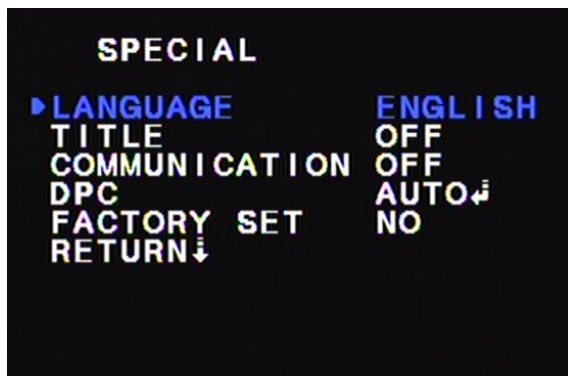 SPECIAL
LANGUAGE ENGLISH
TITLE OFF
COMMUNICATION OFF
DPC AUTO↲
FACTORY SET NO
RETURN↓